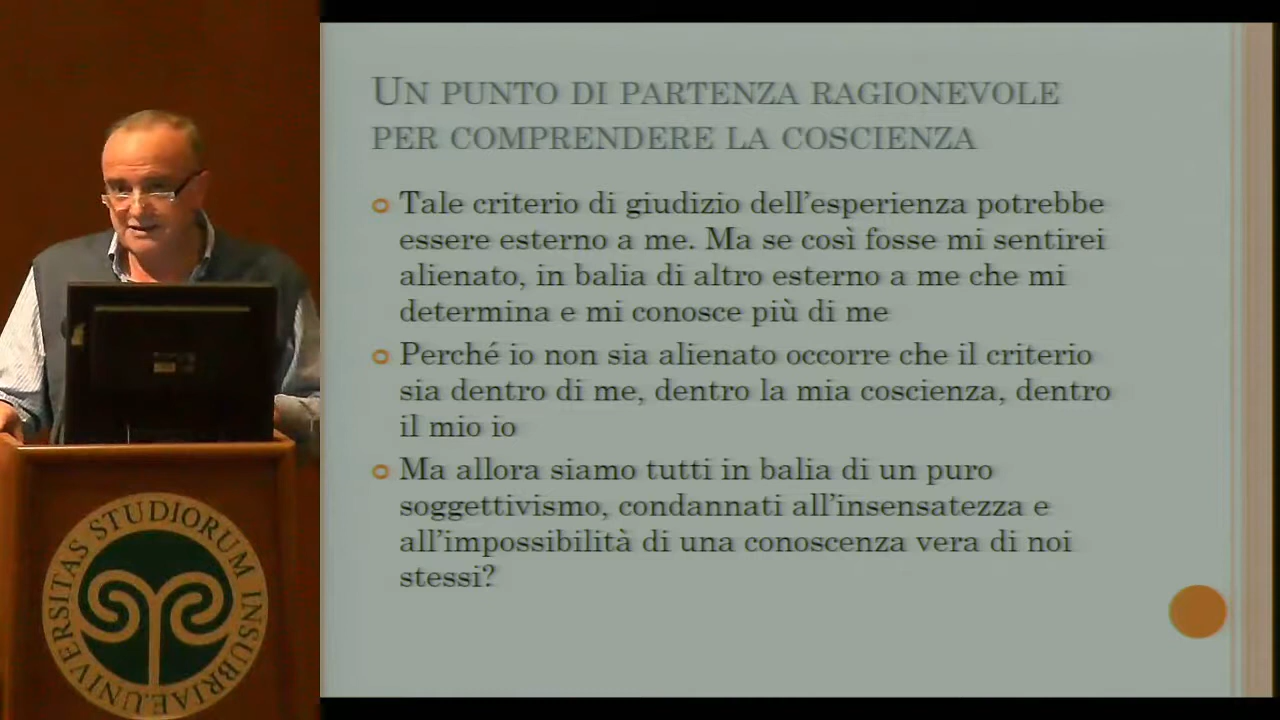 UN PUNTO DI PARTENZA RAGIONEVOLE
PER COMPRENDERE LA COSCIENZA
Tale criterio di giudizio dell'esperienza potrebbe
essere esterno a me. Ma se così fosse mi sentirei
alienato, in balia di altro esterno a me che mi
determina e mi conosce più di me
Perché io non sia alienato occorre che il criterio
sia dentro di me, dentro la mia coscienza, dentro
il mio io
Ma allora siamo tutti in balia di un puro
soggettivismo, condannati all'insensatezza e
all'impossibilità di una conoscenza vera di noi
stessi?
UNIVERSITAS STUDIORUM INSUBRIAE